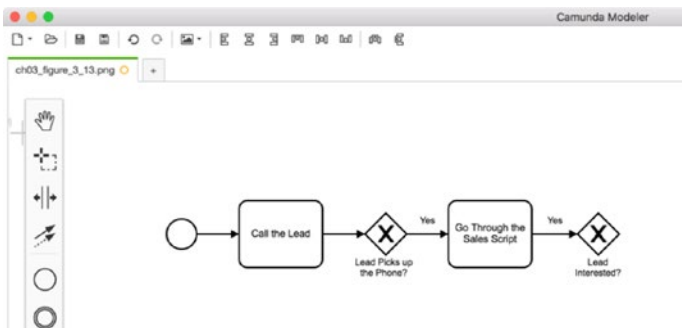 Camunda Modeler
ch03_figure_3_13.png
+
Call the Lead
Yes
Lead Picks up
the Phone?
Go Through the
Sales Script
Yes
Lead
Interested?